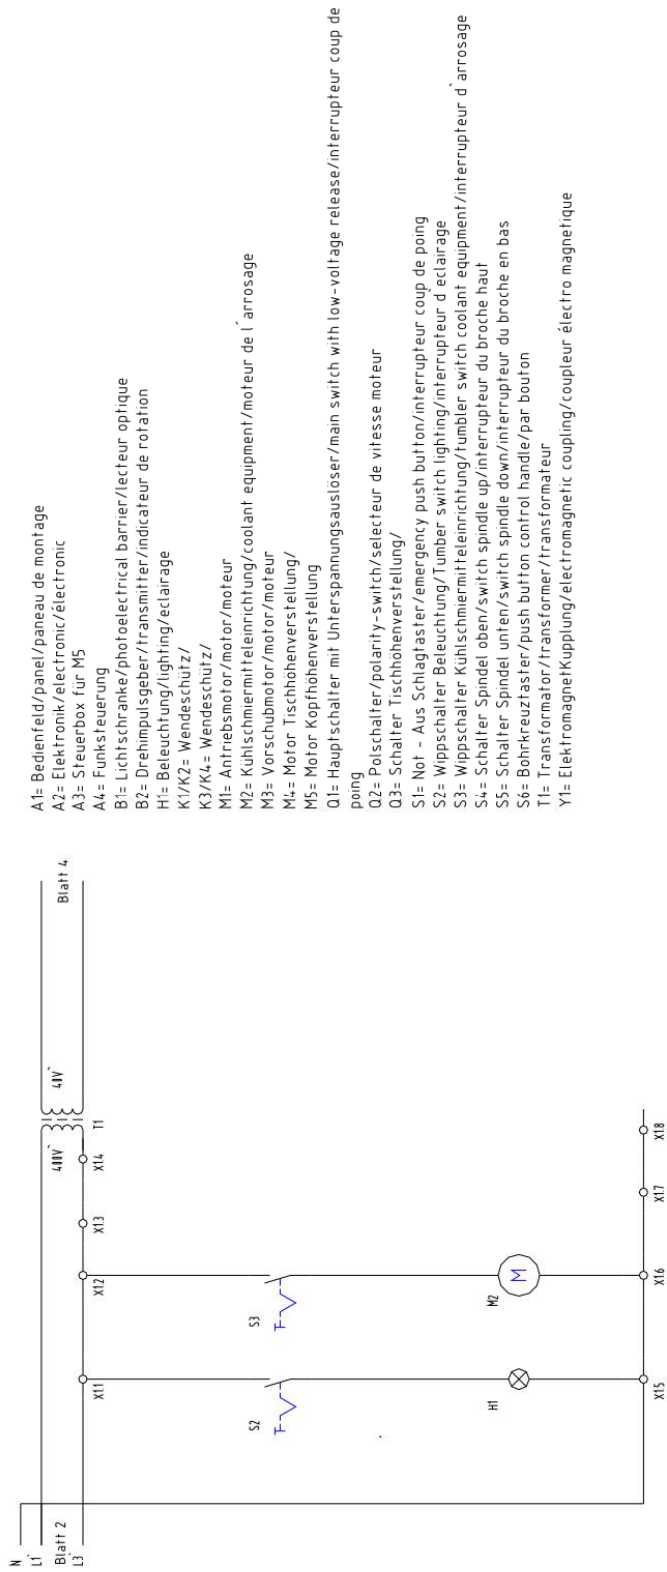 A1= Bedienfeld/panel/paneau de montage
A2= Elektronik/electronic/électronic
A3= Steuerbox für M5
A4= Funksteuerung
B1= Lichtschranke/photoelectrical barrier/lecteur optique
B2= Drehimpulsgeber/transmitter/indicateur de rotation
H1= Beleuchtung/lighting/eclairage
K1/K2= Wendeschütz/
K3/K4= Wendeschütz/
M1= Antriebsmotor/motor/moteur
M2= Kühlschmiermitteleinrichtung/coolant equipment/moteur de l´arrosage
M3= Vorschubmotor/motor/moteur
M4= Motor Tischhöhenverstellung/
M5= Motor Kopfhöhenverstellung
Q1= Hauptschalter mit Unterspannungsauslöser/main switch with low-voltage release/interrupteur coup de
poing
Q2= Polschalter/polarity-switch/selecteur de vitesse moteur
Q3= Schalter Tischhöhenverstellung/
S1= Not - Aus Schlagtaster/emergency push button/interrupteur coup de poing
S2= Wippschalter Beleuchtung/Tumber switch lighting/interrupteur d eclairage
S3= Wippschalter Kühlschmiermitteleinrichtung/tumbler switch coolant equipment/interrupteur d`arrosage
S4= Schalter Spindel oben/switch spindle up/interrupteur du broche haut
S5= Schalter Spindel unten/switch spindle down/interrupteur du broche en bas
S6= Bohrkreuztaster/push button control handle/par bouton
T1= Transformator/transformer/transformateur
Y1= ElektromagnetKupplung/electromagnetic coupling/coupleur électro magnetique
N
L1
Blatt 2
L3
X11
X12
X13
X14
400V~
T1
40V~
Blatt 4
S2
S3
H1
M2
M
X15
X16
X17
X18